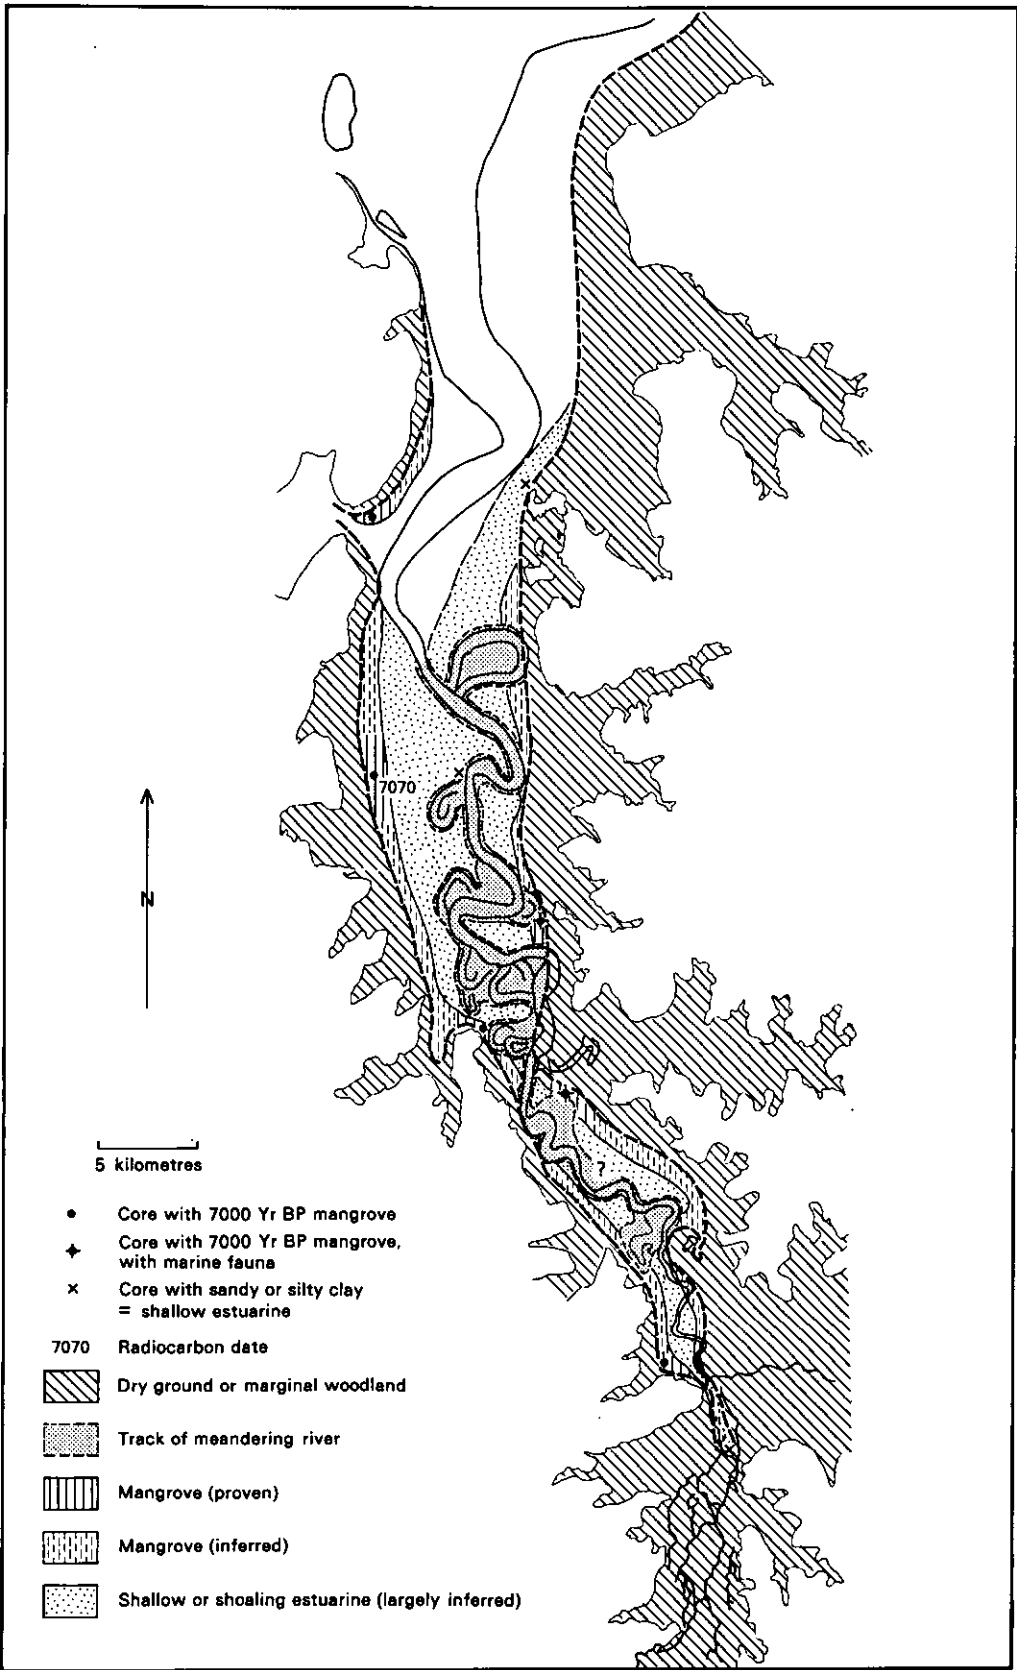 7070
N
?
5 kilometres
Core with 7000 Yr BP mangrove
Core with 7000 Yr BP mangrove,
with marine fauna
Core with sandy or silty clay
= shallow estuarine
7070 Radiocarbon date
Dry ground or marginal woodland
Track of meandering river
Mangrove (proven)
Mangrove (inferred)
Shallow or shoaling estuarine (largely inferred)